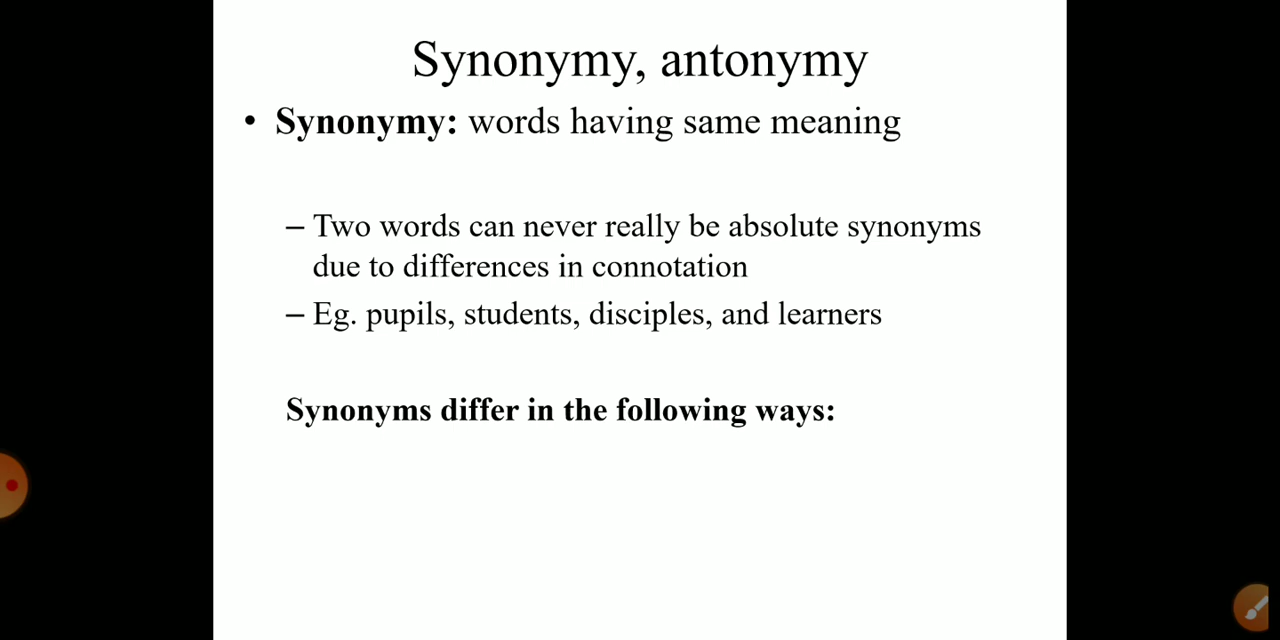 Synonymy, antonymy
• Synonymy: words having same meaning
– Two words can never really be absolute synonyms
due to differences in connotation
– Eg. pupils, students, disciples, and learners
Synonyms differ in the following ways: